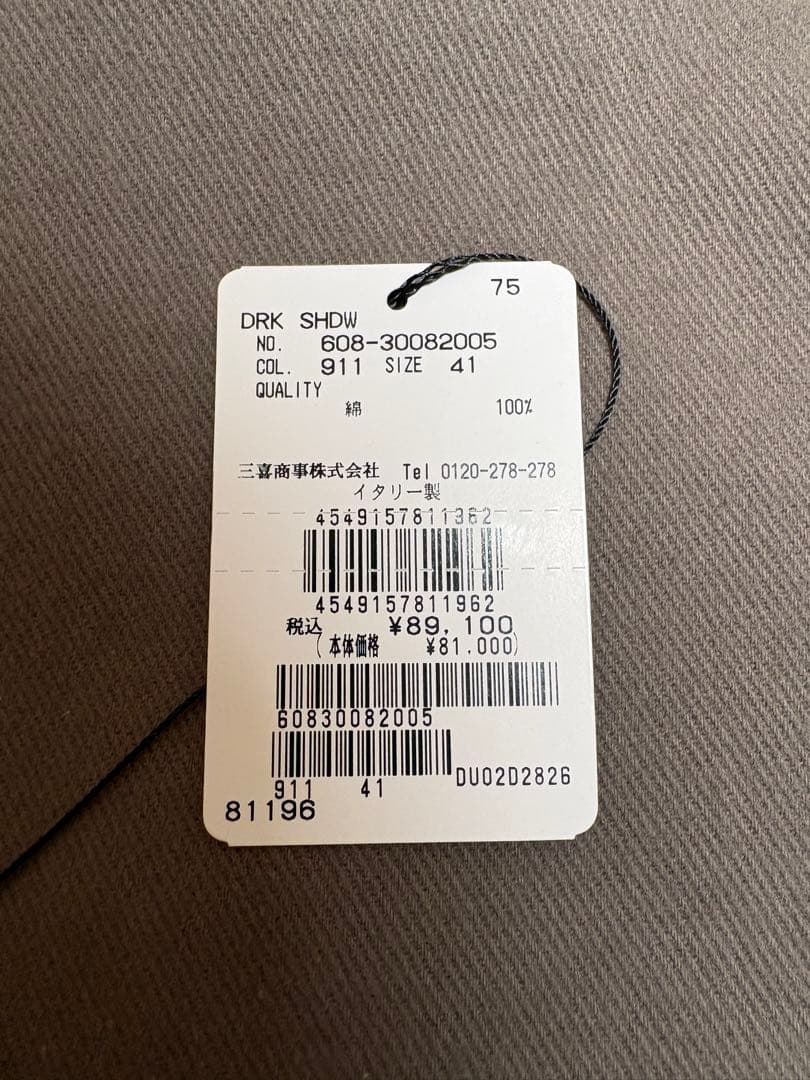 75
DRK SHDW
NO. 608-30082005
COL. 911 SIZE 41
QUALITY
綿 100%
三喜商事株式会社 Tel 0120-278-278
イタリー製
4549157811962
4549157811962
税込 ¥89,100
(本体価格 ¥81,000)
60830082005
911 41 DU02D2826
81196